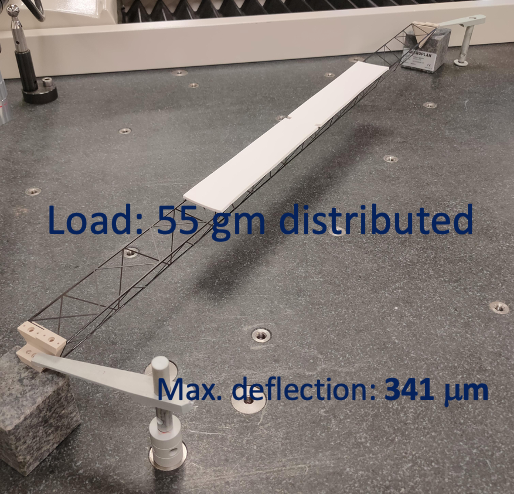 Load: 55 gm distributed
Max. deflection: 341 μm